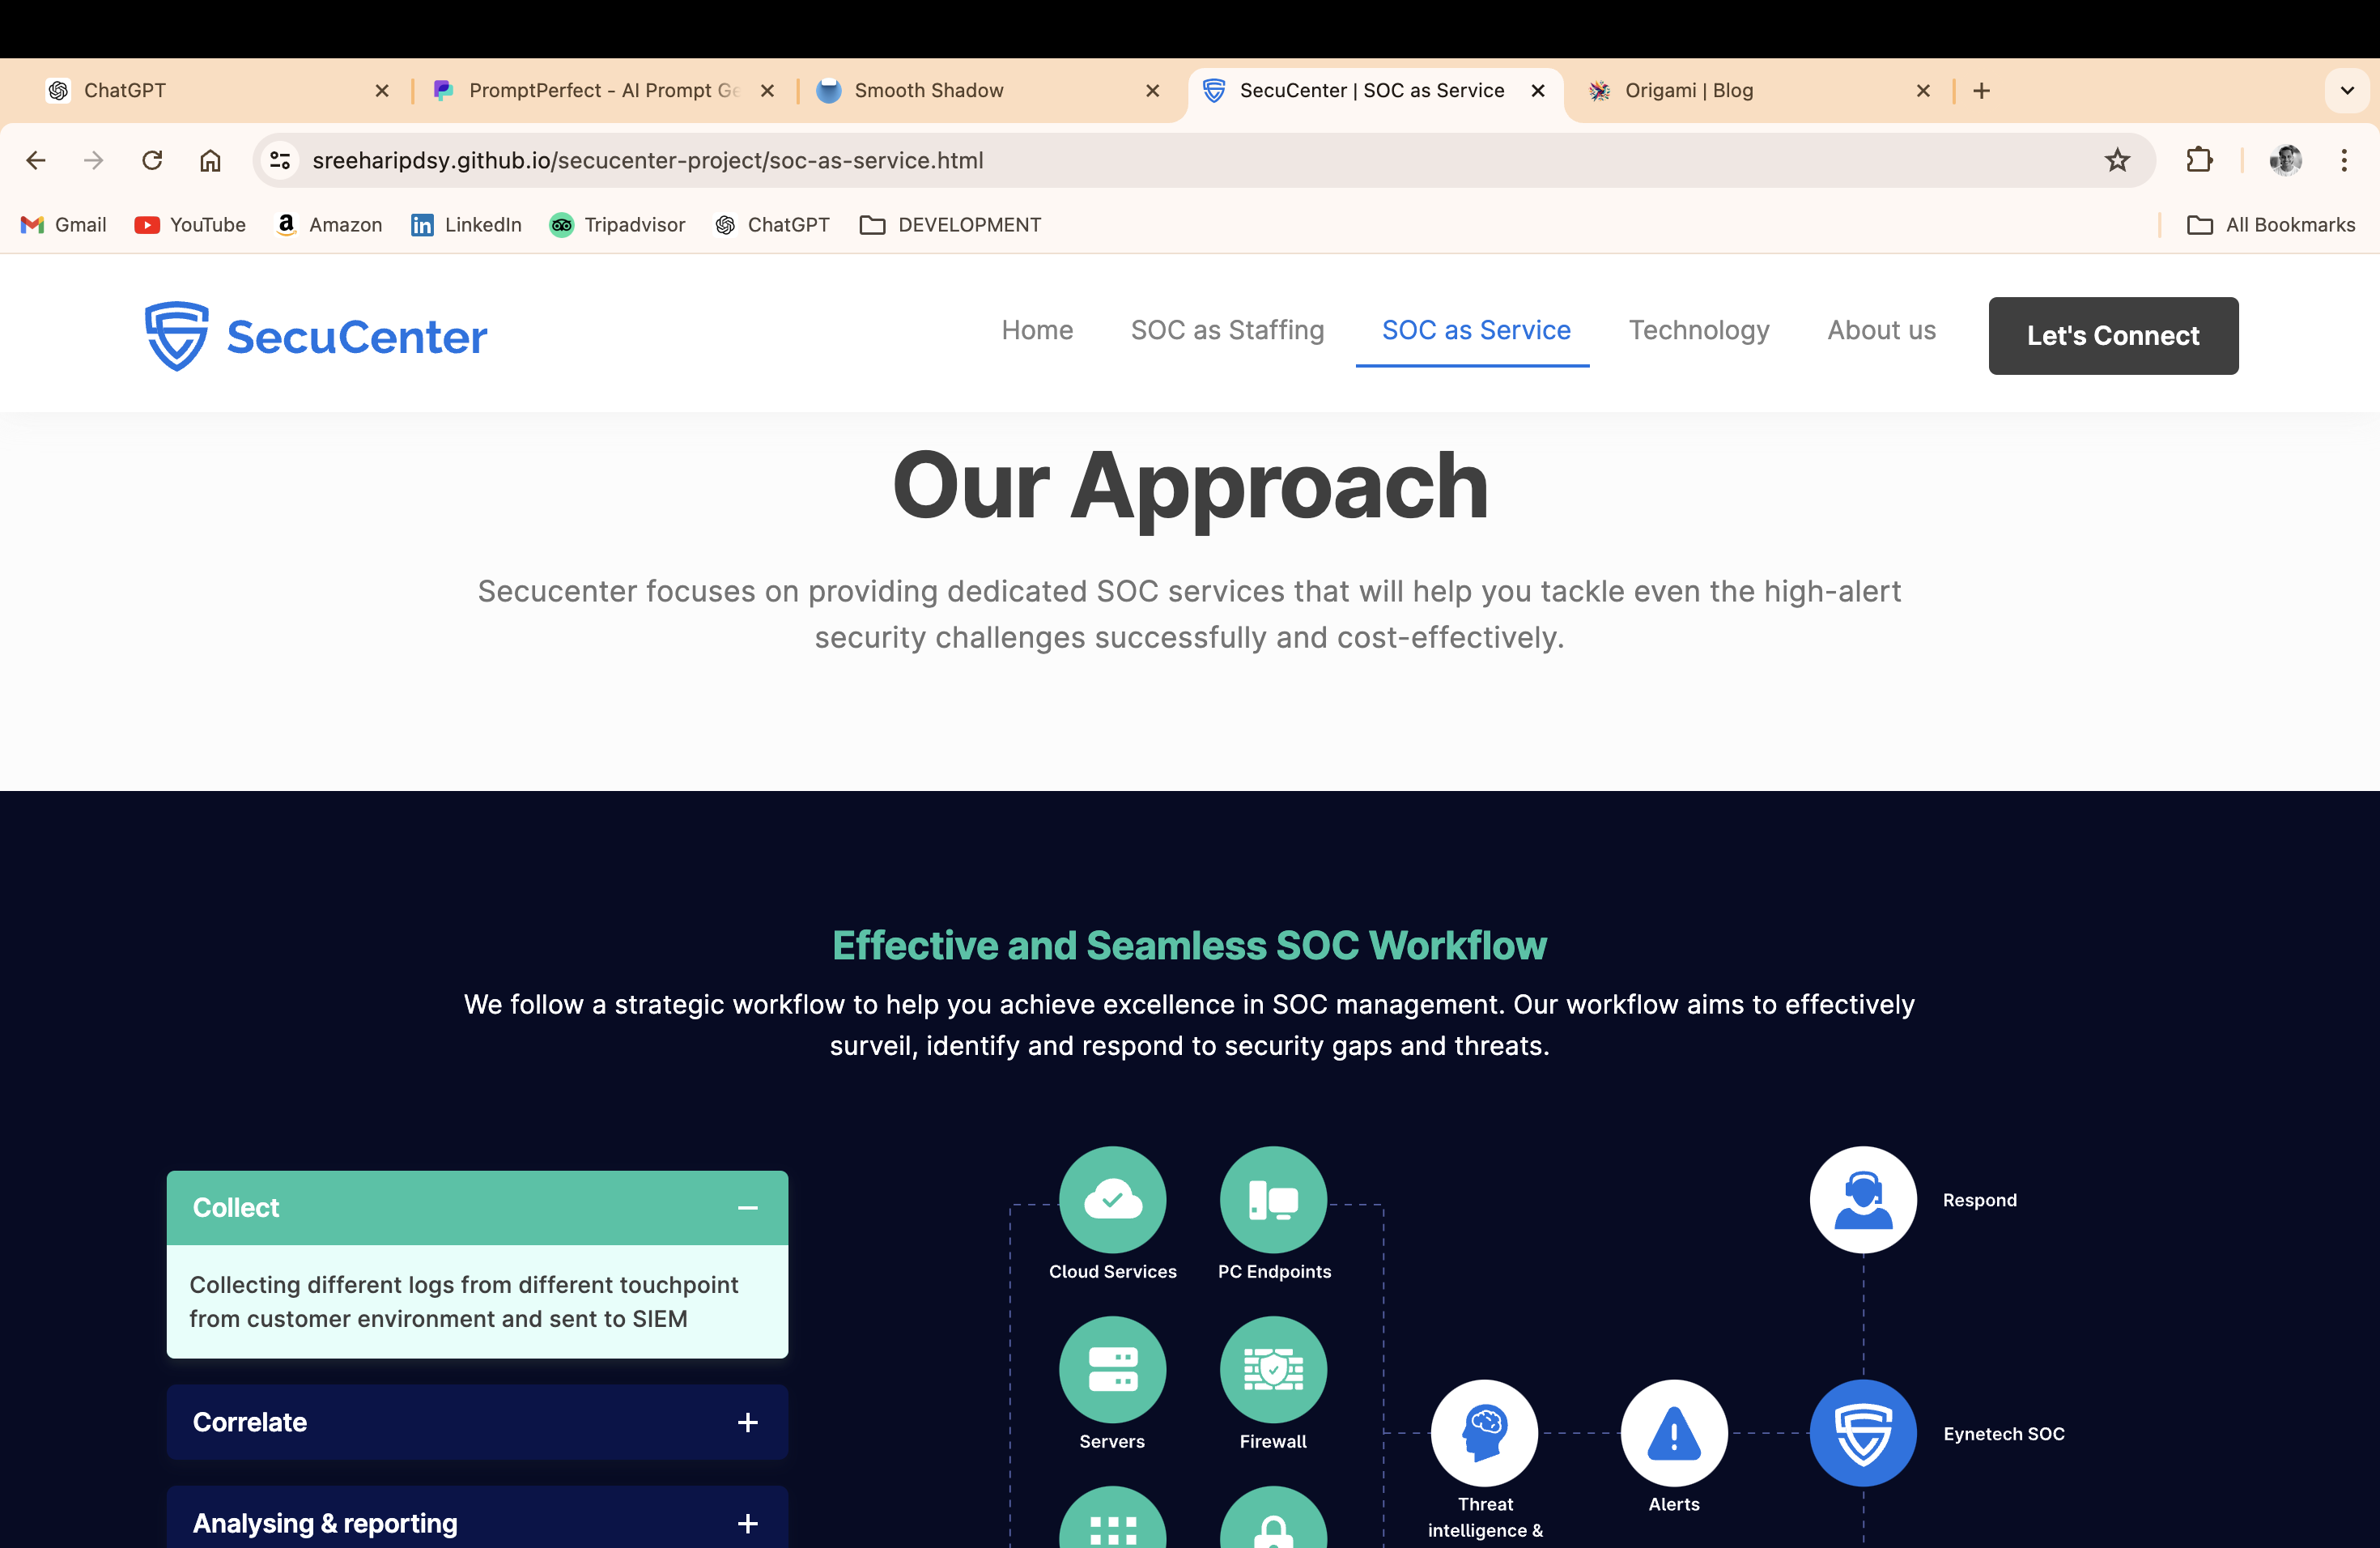 ChatGPT
PromptPerfect - AI Prompt Ge
Smooth Shadow
SecuCenter | SOC as Service
Origami | Blog
sreeharipdsy.github.io/secucenter-project/soc-as-service.html
Gmail
YouTube
Amazon
LinkedIn
Tripadvisor
ChatGPT
DEVELOPMENT
All Bookmarks
SecuCenter
Home
SOC as Staffing
SOC as Service
Technology
About us
Let's Connect
Our Approach
Secucenter focuses on providing dedicated SOC services that will help you tackle even the high-alert
security challenges successfully and cost-effectively.
Effective and Seamless SOC Workflow
We follow a strategic workflow to help you achieve excellence in SOC management. Our workflow aims to effectively
surveil, identify and respond to security gaps and threats.
Collect
Collecting different logs from different touchpoint
from customer environment and sent to SIEM
Correlate
Analysing & reporting
Cloud Services
PC Endpoints
Servers
Firewall
Threat
intelligence &
Alerts
Respond
Eynetech SOC